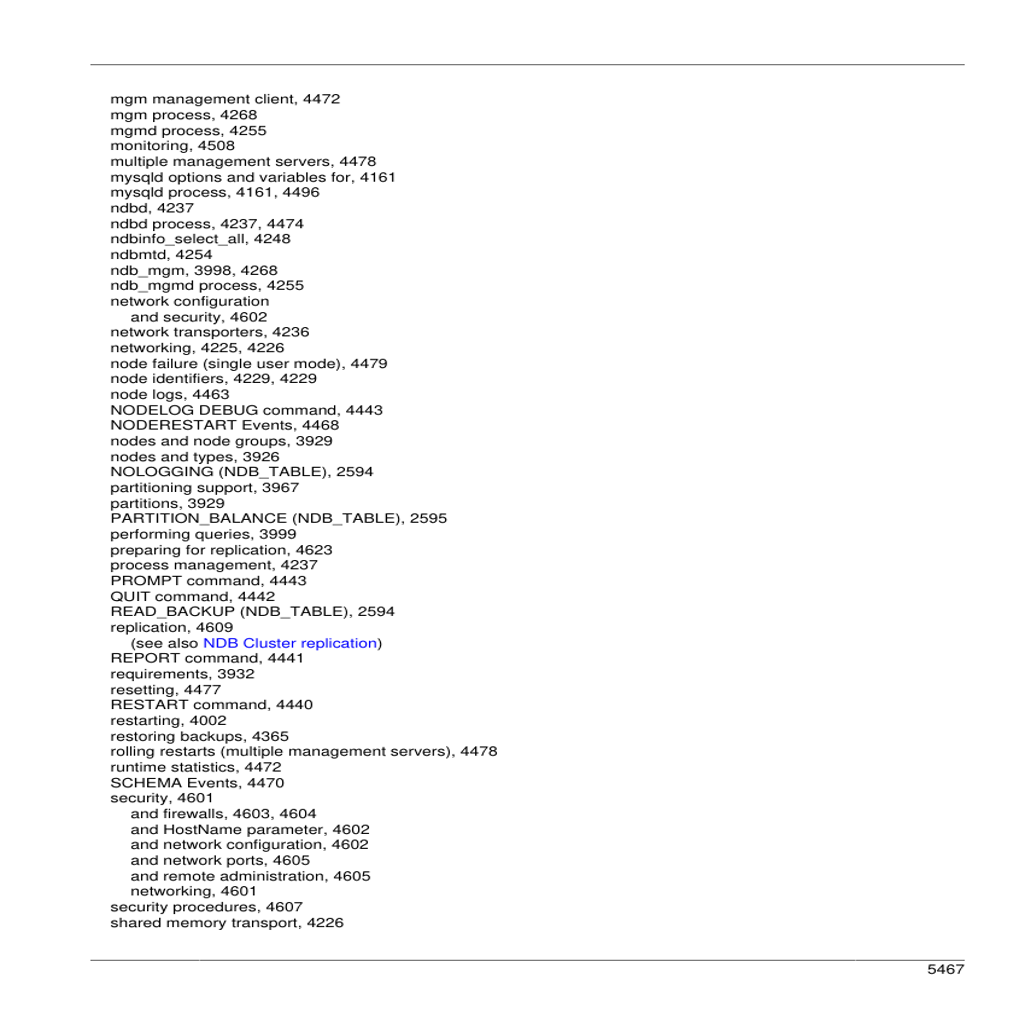 mgm management client, 4472
mgm process, 4268
mgmd process, 4255
monitoring, 4508
multiple management servers, 4478
mysqld options and variables for, 4161
mysqld process, 4161, 4496
ndbd, 4237
ndbd process, 4237, 4474
ndbinfo_select_all, 4248
ndbmtd, 4254
ndb_mgm, 3998, 4268
ndb_mgmd process, 4255
network configuration
and security, 4602
network transporters, 4236
networking, 4225, 4226
node failure (single user mode), 4479
node identifiers, 4229, 4229
node logs, 4463
NODELOG DEBUG command, 4443
NODERESTART Events, 4468
nodes and node groups, 3929
nodes and types, 3926
NOLOGGING (NDB_TABLE), 2594
partitioning support, 3967
partitions, 3929
PARTITION_BALANCE (NDB_TABLE), 2595
performing queries, 3999
preparing for replication, 4623
process management, 4237
PROMPT command, 4443
QUIT command, 4442
READ_BACKUP (NDB_TABLE), 2594
replication, 4609
(see also NDB Cluster replication)
REPORT command, 4441
requirements, 3932
resetting, 4477
RESTART command, 4440
restarting, 4002
restoring backups, 4365
rolling restarts (multiple management servers), 4478
runtime statistics, 4472
SCHEMA Events, 4470
security, 4601
and firewalls, 4603, 4604
and HostName parameter, 4602
and network configuration, 4602
and network ports, 4605
and remote administration, 4605
networking, 4601
security procedures, 4607
shared memory transport, 4226
5467